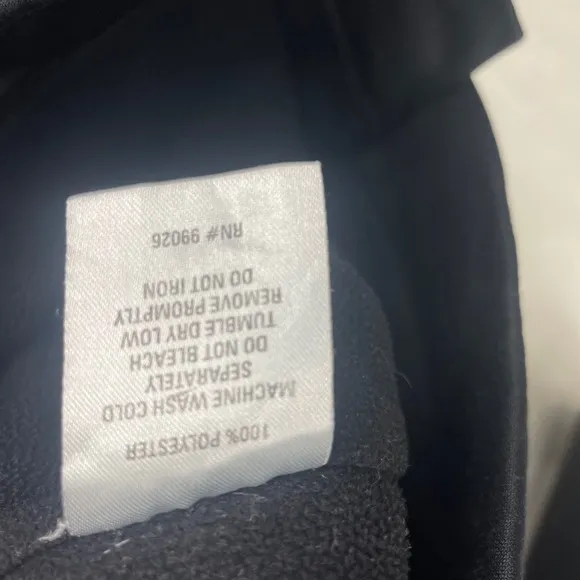 100% POLYESTER
MACHINE WASH COLD
SEPARATELY
DO NOT BLEACH
TUMBLE DRY LOW
REMOVE PROMPTLY
DO NOT IRON
RN# 99026